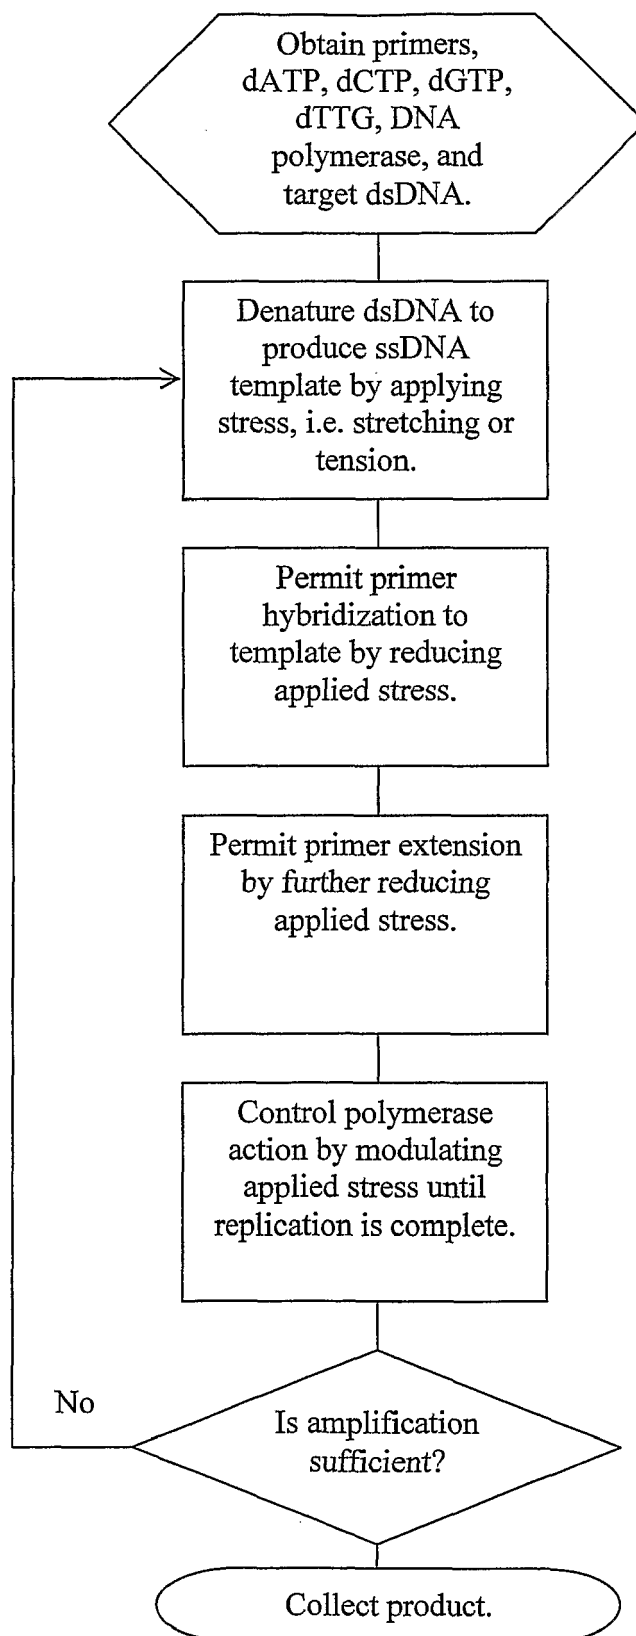 Obtain primers,
dATP, dCTP, dGTP,
dTTG, DNA
polymerase, and
target dsDNA.
Denature dsDNA to
produce ssDNA
template by applying
stress, i.e. stretching or
tension.
Permit primer
hybridization to
template by reducing
applied stress.
Permit primer extension
by further reducing
applied stress.
Control polymerase
action by modulating
applied stress until
replication is complete.
No
Is amplification
sufficient?
Collect product.